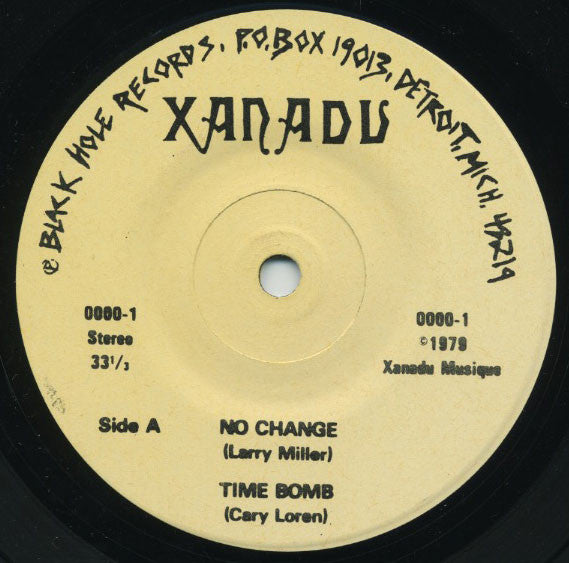 ℗ BLACK HOLE RECORDS, P.O. BOX 19013, DETROIT, MICH. 48219
XANADU
0000-1
Stereo
33⅓
0000-1
©1979
Xanadu Musique
Side A
NO CHANGE
(Larry Miller)
TIME BOMB
(Cary Loren)